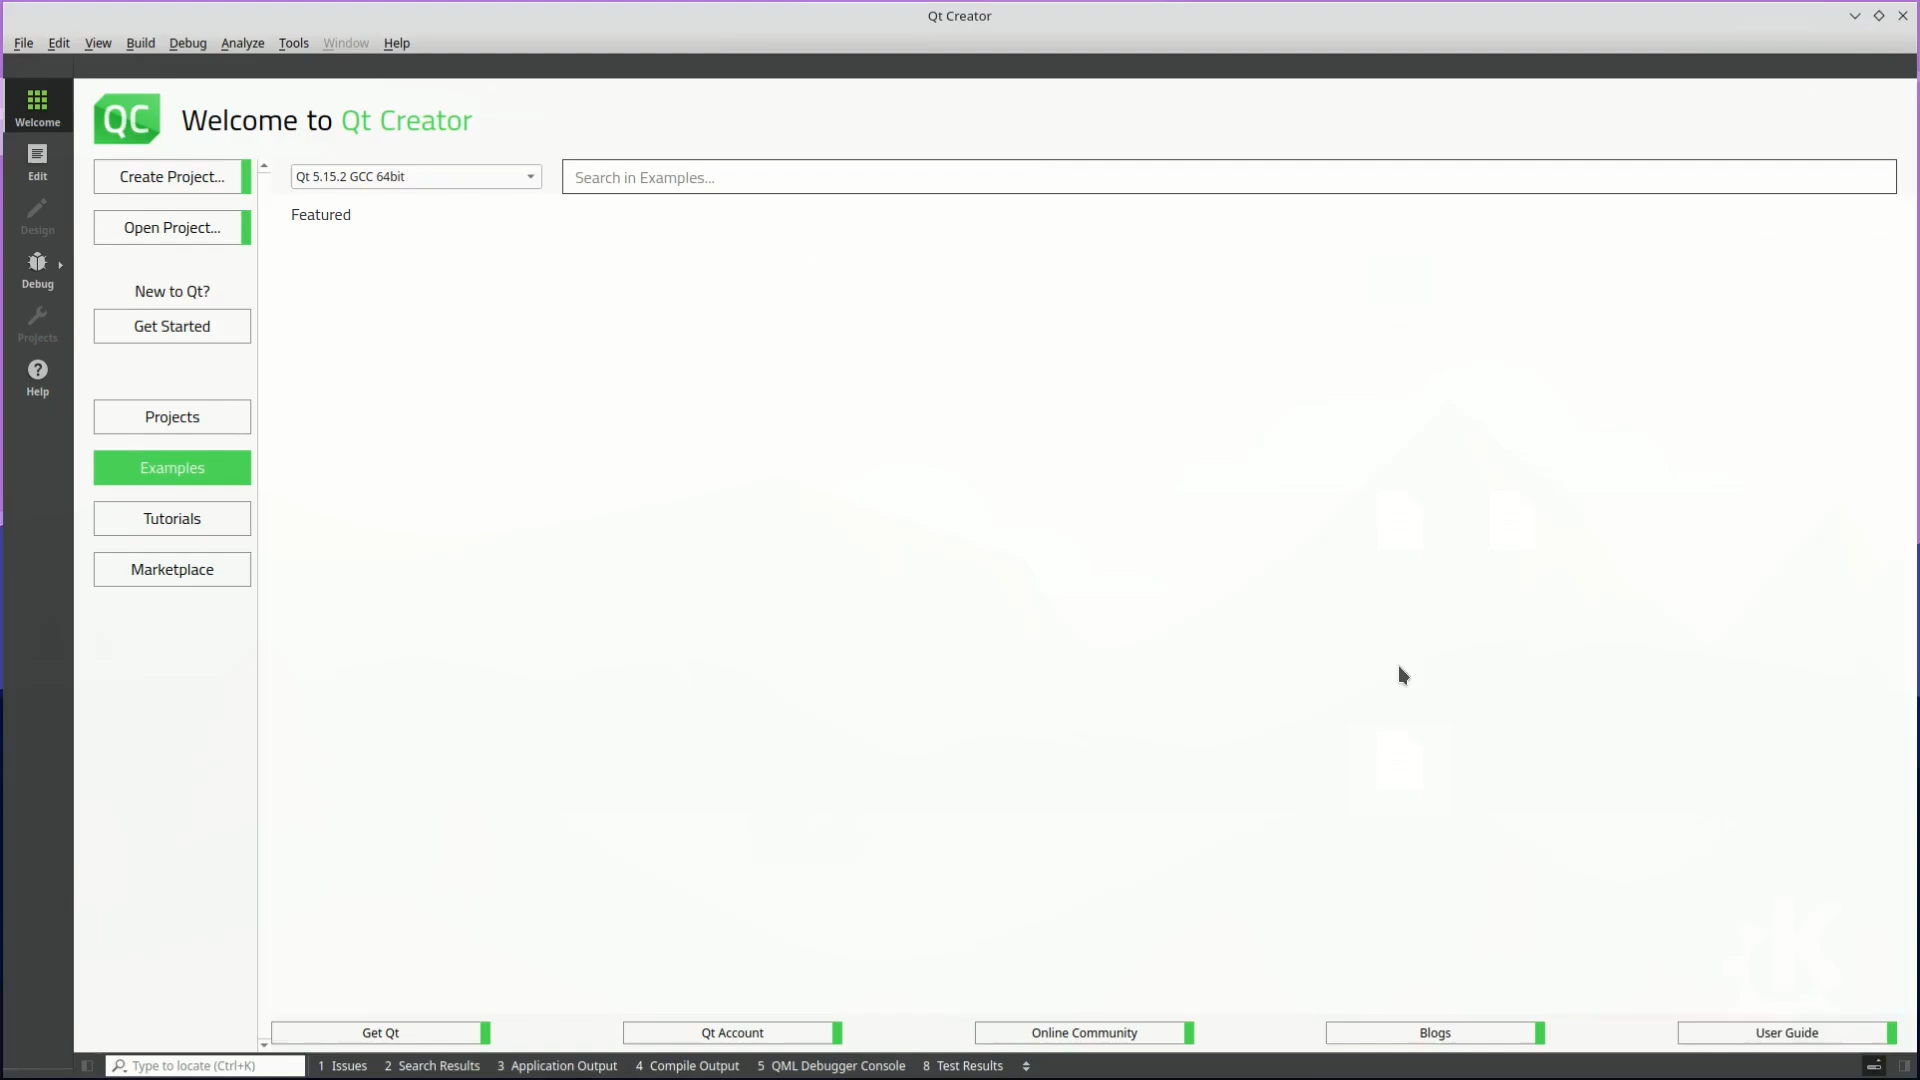 Qt Creator
File Edit View Build Debug Analyze Tools Window Help
QC Welcome to Qt Creator
Welcome
Edit
Design
Debug
Projects
Help
Create Project...
Open Project...
New to Qt?
Get Started
Projects
Examples
Tutorials
Marketplace
Qt 5.15.2 GCC 64bit
Search in Examples...
Featured
Get Qt Qt Account Online Community Blogs User Guide
Type to locate (Ctrl+K) 1 Issues 2 Search Results 3 Application Output 4 Compile Output 5 QML Debugger Console 8 Test Results